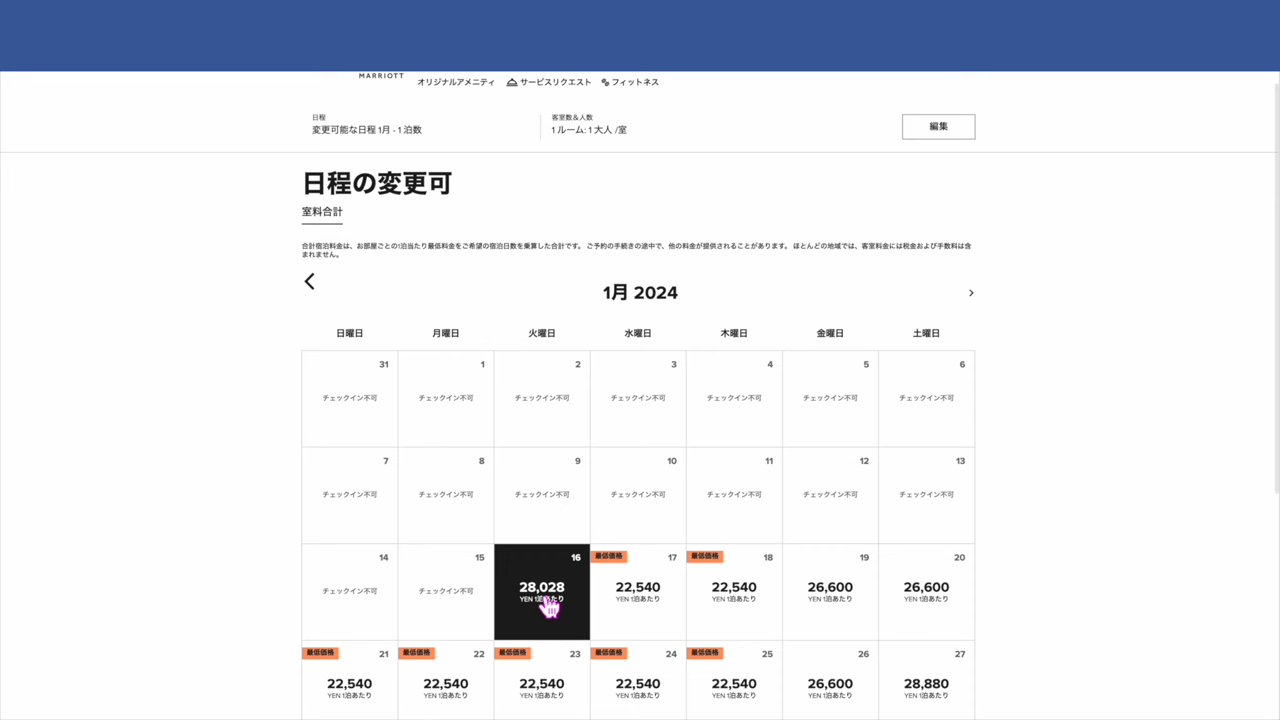 MARRIOTT
オリジナルアメニティ サービスリクエスト フィットネス
日程
変更可能な日程 1月 - 1 泊数
客室数&人数
1 ルーム: 1 大人 /室
編集
日程の変更可
室料合計
合計宿泊料金は、お部屋ごとの1泊当たり最低料金をご希望の宿泊日数を乗算した合計です。 ご予約の手続きの途中で、他の料金が提供されることがあります。 ほとんどの地域では、客室料金には税金および手数料は含
まれません。
1月 2024
日曜日 月曜日 火曜日 水曜日 木曜日 金曜日 土曜日
31 1 2 3 4 5 6
チェックイン不可 チェックイン不可 チェックイン不可 チェックイン不可 チェックイン不可 チェックイン不可 チェックイン不可
7 8 9 10 11 12 13
チェックイン不可 チェックイン不可 チェックイン不可 チェックイン不可 チェックイン不可 チェックイン不可 チェックイン不可
14 15 16 最低価格 17 最低価格 18 19 20
チェックイン不可 チェックイン不可 28,028 22,540 22,540 26,600 26,600
YEN 1泊あたり YEN 1泊あたり YEN 1泊あたり YEN 1泊あたり YEN 1泊あたり
最低価格 21 最低価格 22 最低価格 23 最低価格 24 最低価格 25 26 27
22,540 22,540 22,540 22,540 22,540 26,600 28,880
YEN 1泊あたり YEN 1泊あたり YEN 1泊あたり YEN 1泊あたり YEN 1泊あたり YEN 1泊あたり YEN 1泊あたり